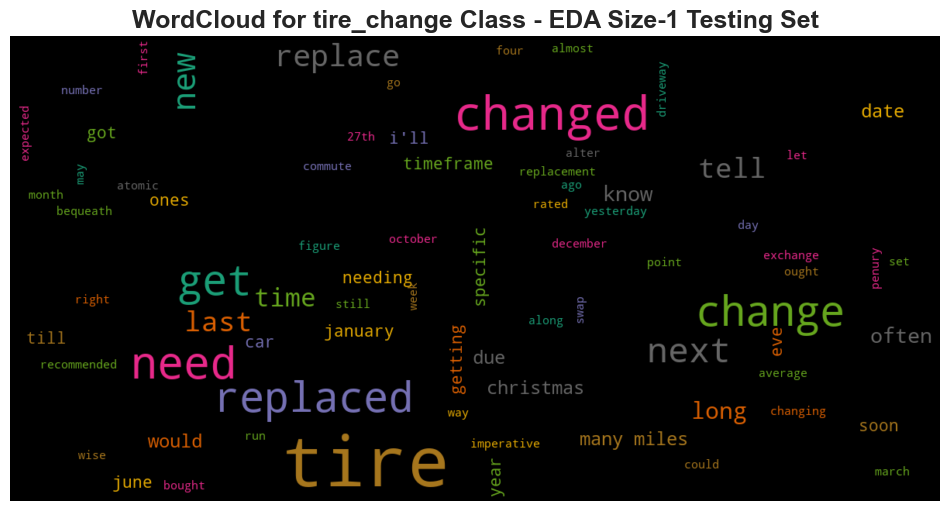 WordCloud for tire_change Class - EDA Size-1 Testing Set
first
four
almost
replace
new
go
driveway
number
changed
date
expected
got
27th
i'll
alter
let
may
commute
timeframe
replacement
tell
month
atomic
ago
know
bequeath
ones
rated
yesterday
day
figure
october
specific
december
exchange
penury
set
point
ought
get
needing
time
week
still
right
last
january
along
swap
change
till
car
often
need
getting
due
next
eve
recommended
average
replaced
christmas
way
long
changing
would
run
imperative
many miles
soon
wise
tire
year
could
march
june
bought